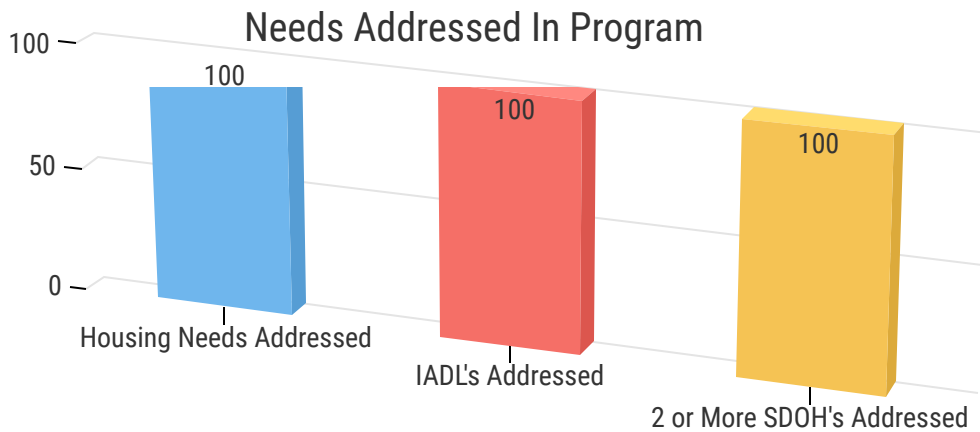 Needs Addressed In Program
100
50
0
100
100
100
Housing Needs Addressed
IADL's Addressed
2 or More SDOH's Addressed